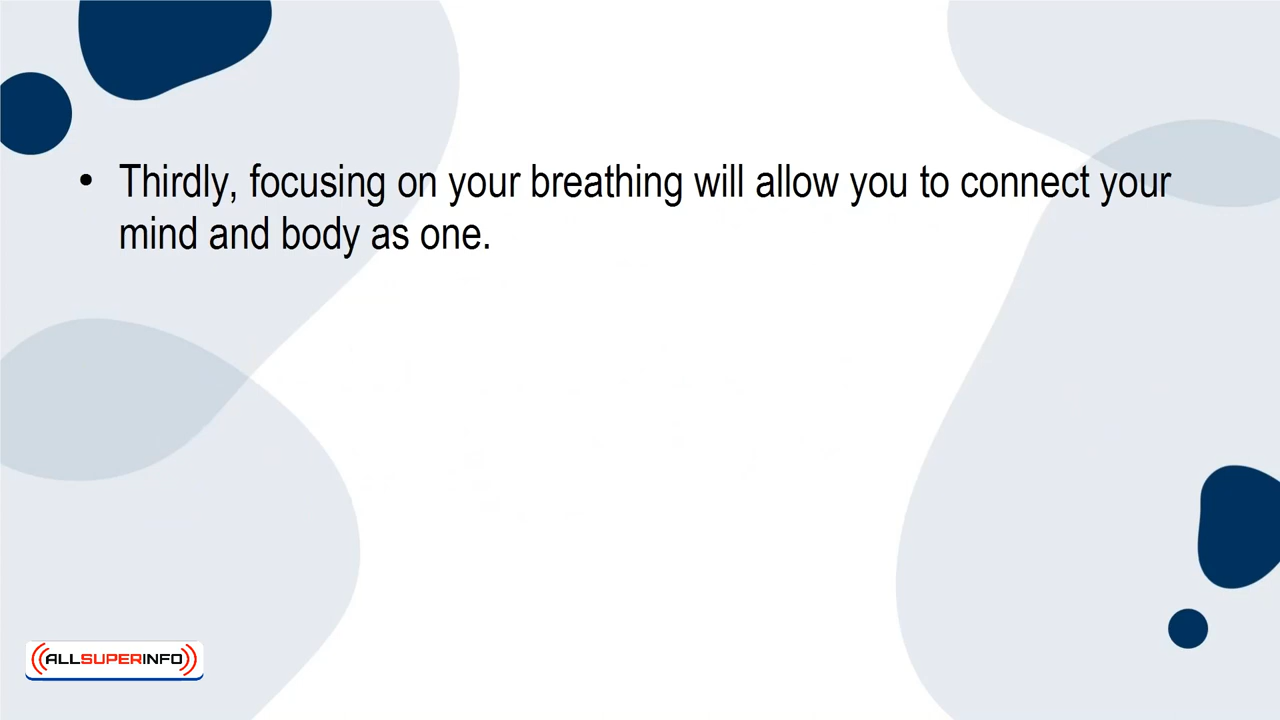 • Thirdly, focusing on your breathing will allow you to connect your
mind and body as one.
ALLSUPERINFO